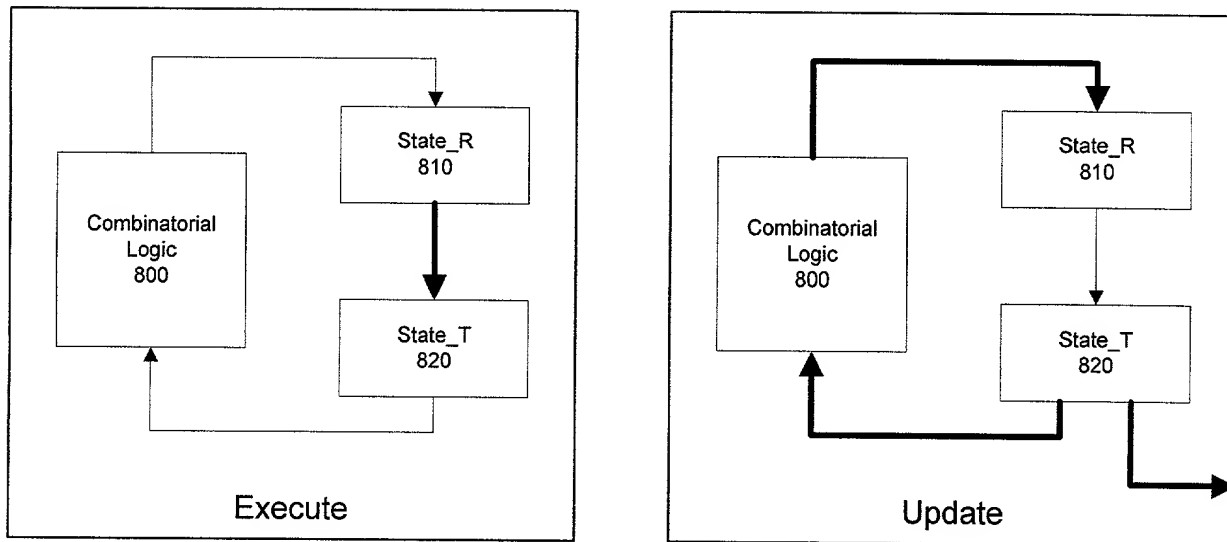 Combinatorial
Logic
800
State_R
810
State_T
820
Execute
Combinatorial
Logic
800
State_R
810
State_T
820
Update